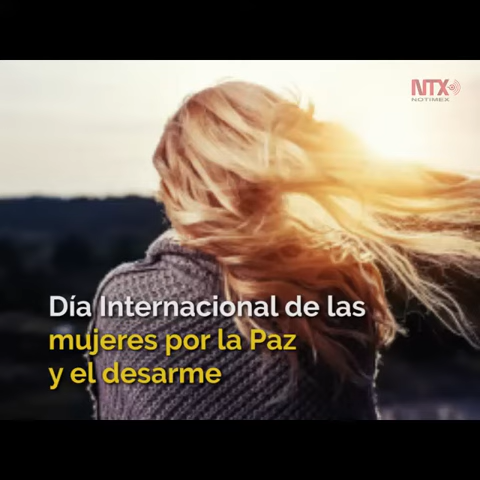 NTX
NOTIMEX
Día Internacional de las
mujeres por la Paz
y el desarme